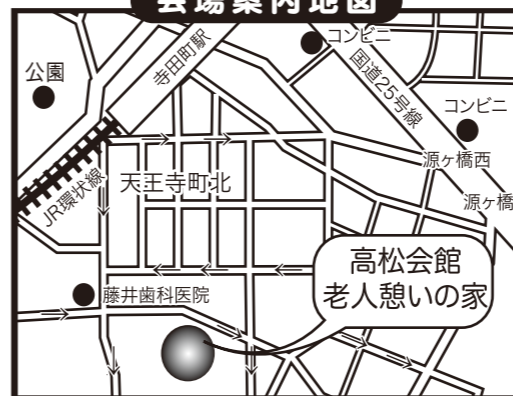 会場案内地図
コンビニ
寺田町駅
国道25号線
公園
コンビニ
源ヶ橋西
JR環状線
天王寺町北
源ヶ橋
高松会館
老人憩いの家
藤井歯科医院